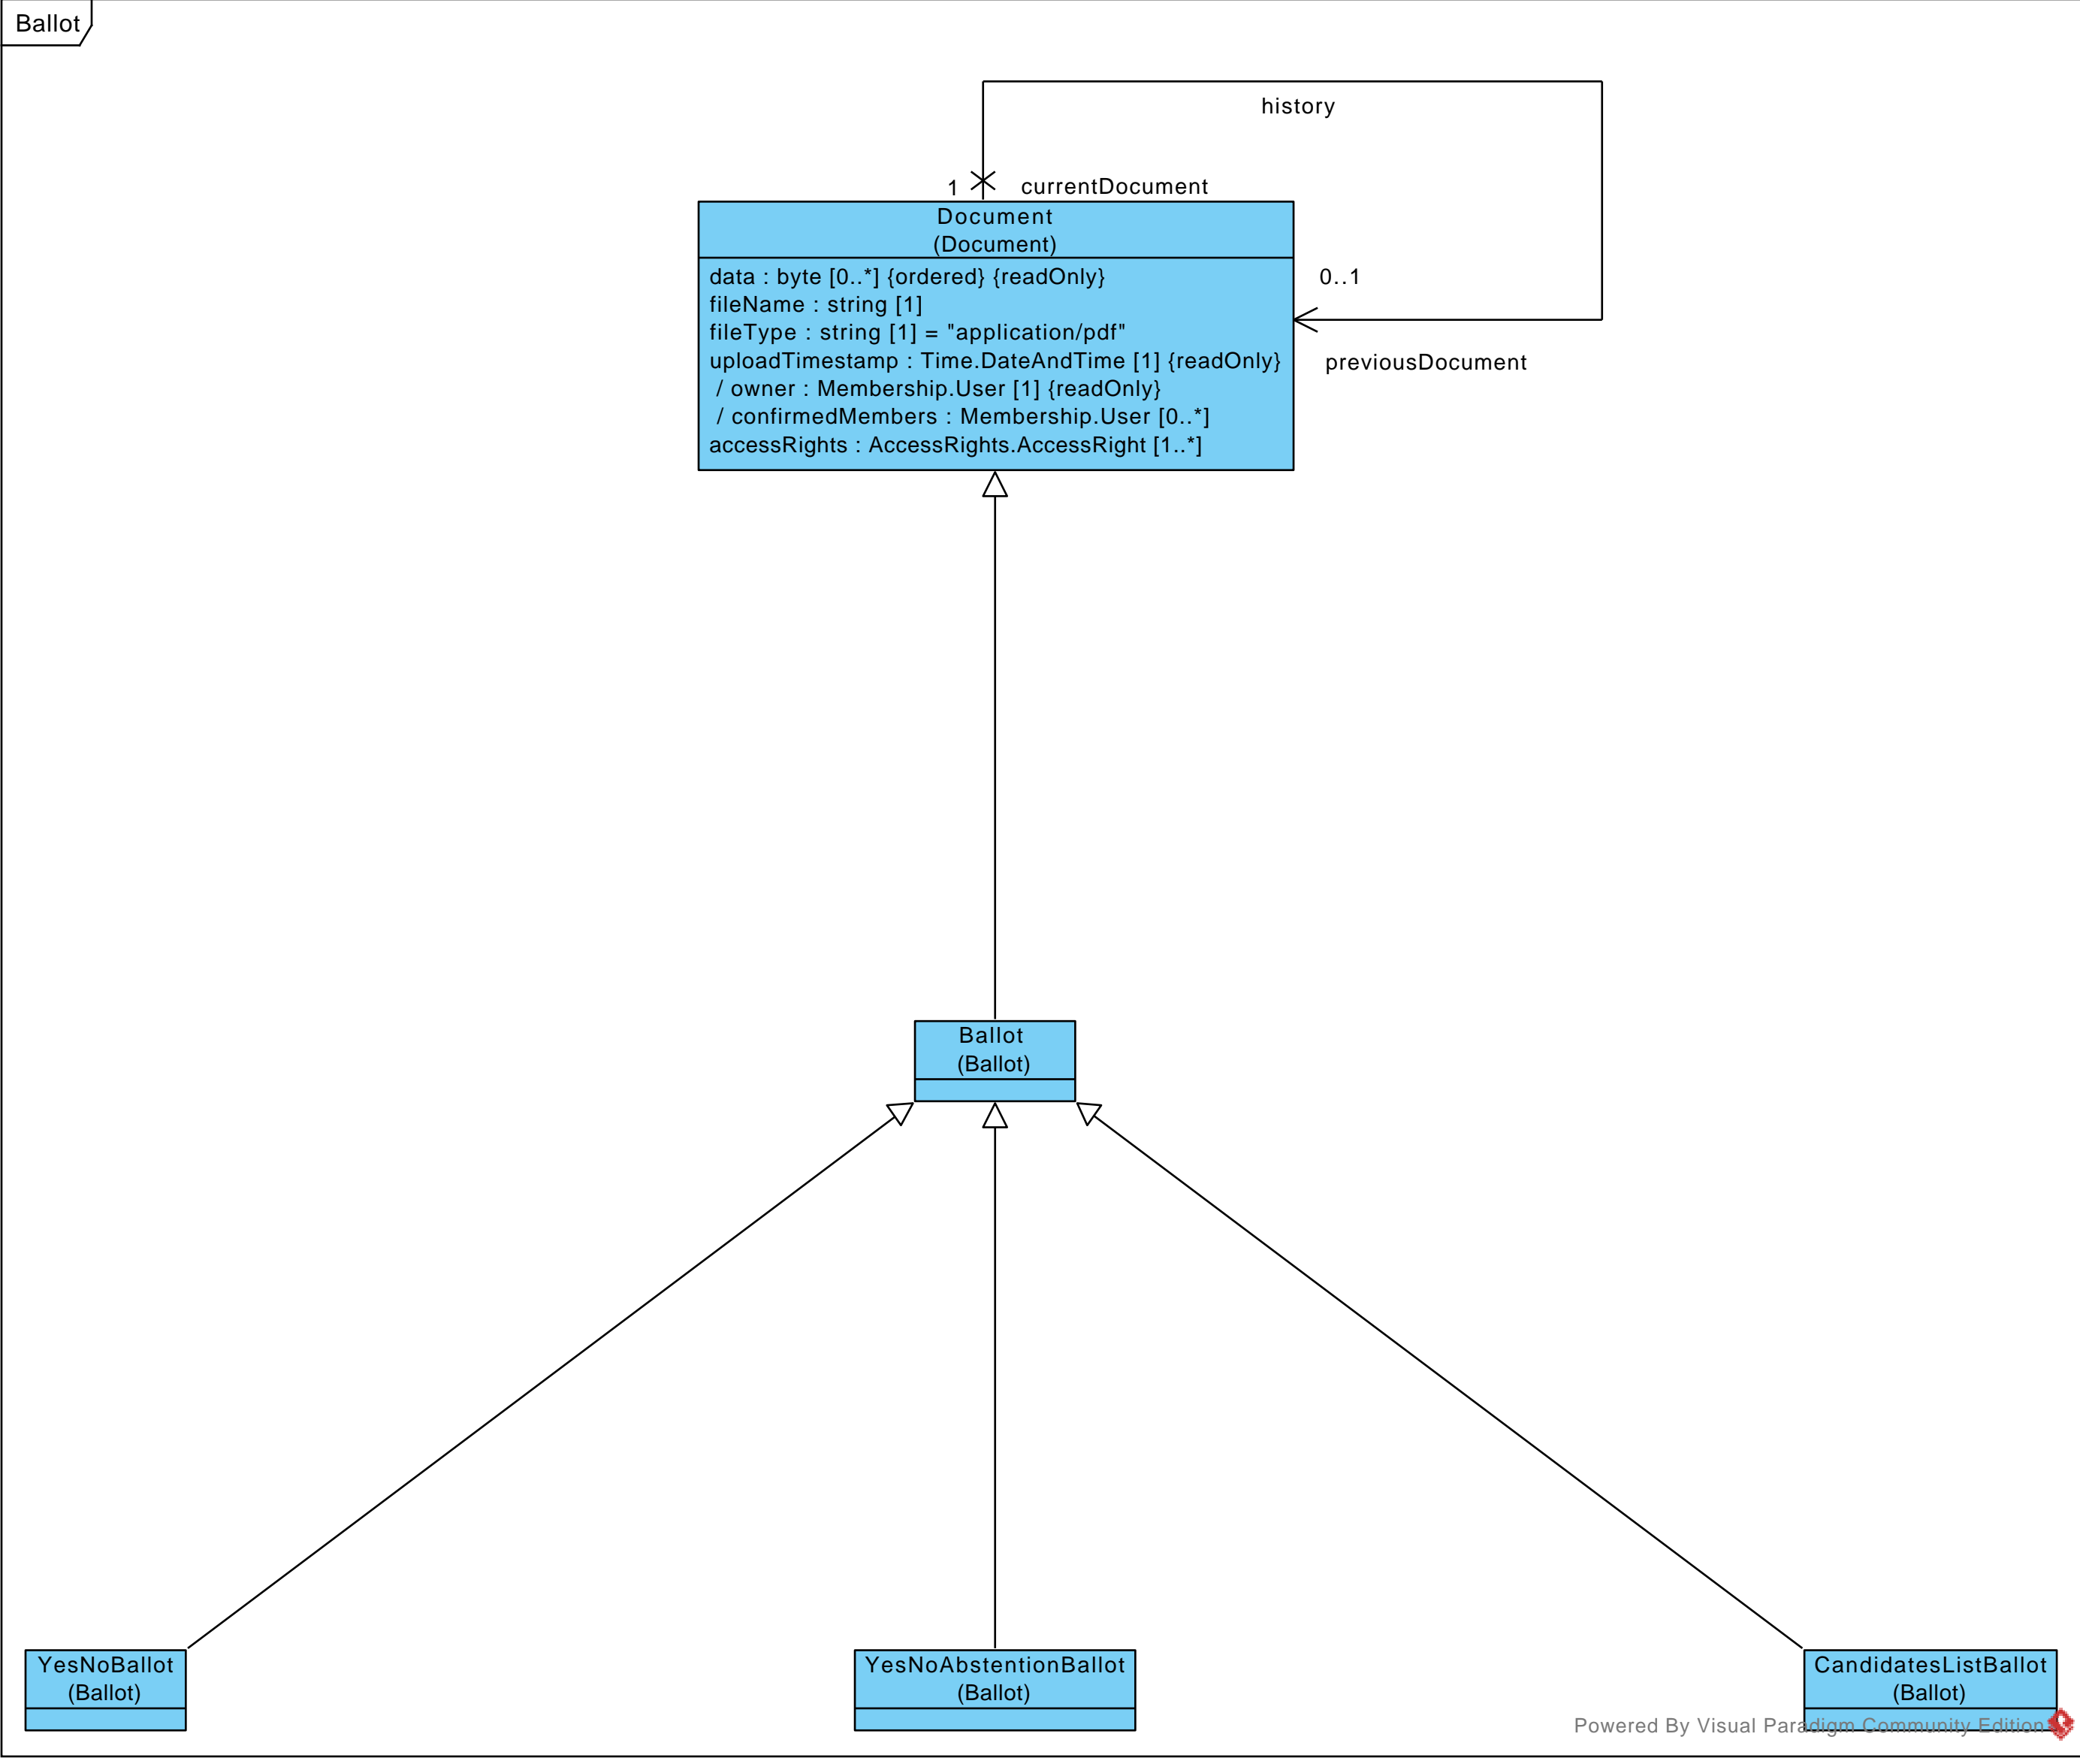 Ballot
history
1
currentDocument
Document
(Document)
data : byte [0..*] {ordered} {readOnly}
0..1
fileName : string [1]
fileType : string [1] = "application/pdf"
uploadTimestamp : Time.DateAndTime [1] {readOnly}
previousDocument
/ owner : Membership.User [1] {readOnly}
/ confirmedMembers : Membership.User [0..*]
accessRights : AccessRights.AccessRight [1..*]
Ballot
(Ballot)
YesNoBallot
(Ballot)
YesNoAbstentionBallot
(Ballot)
CandidatesListBallot
(Ballot)
Powered By Visual Paradigm Community Edition